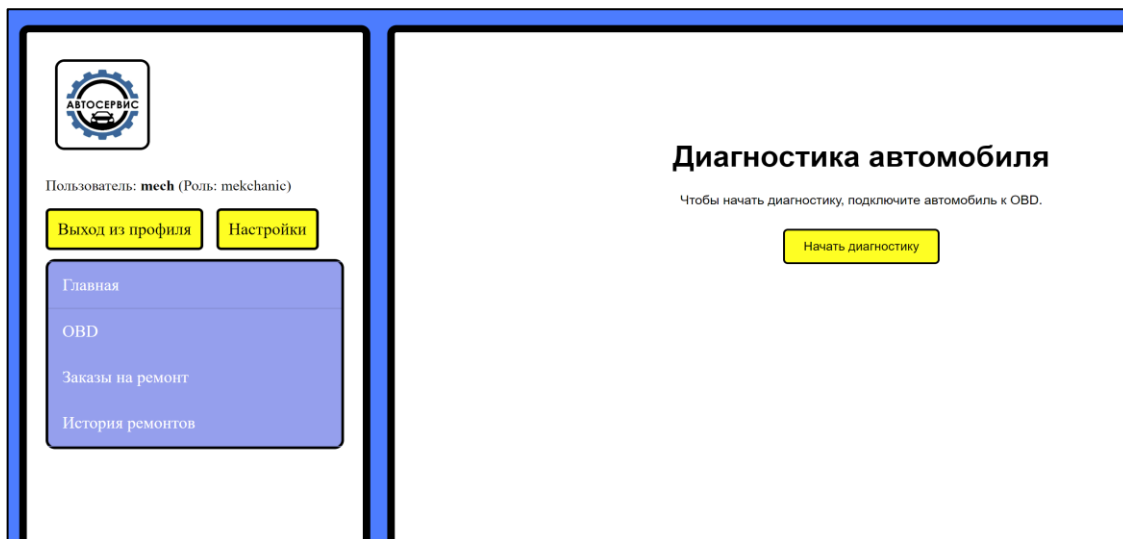 АВТОСЕРВИС
Пользователь: mech (Роль: mekchanic)
Выход из профиля
Настройки
Главная
OBD
Заказы на ремонт
История ремонтов
Диагностика автомобиля
Чтобы начать диагностику, подключите автомобиль к OBD.
Начать диагностику